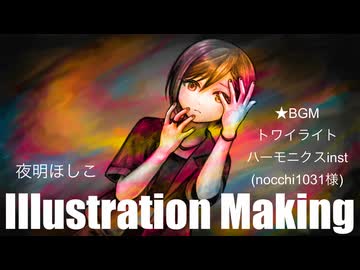 ★BGM
トワイライト
ハーモニクスinst
(nocchi1031様)
夜明ほしこ
Illustration Making